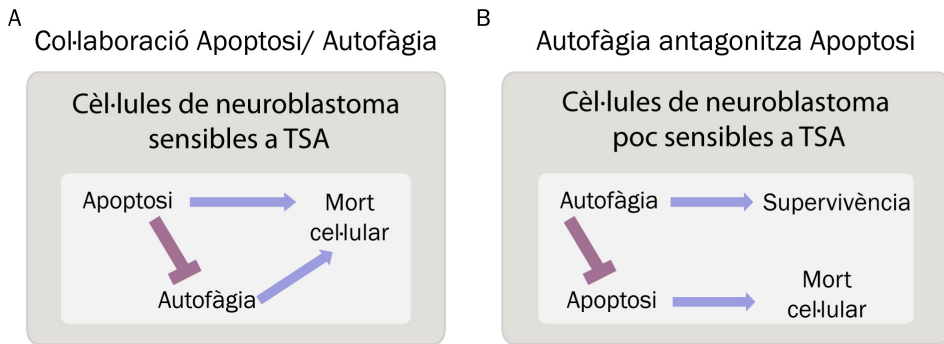 A
Col·laboració Apoptosi/ Autofàgia
Cèl·lules de neuroblastoma
sensibles a TSA
Apoptosi
Mort
cel·lular
Autofàgia
B
Autofàgia antagonitza Apoptosi
Cèl·lules de neuroblastoma
poc sensibles a TSA
Autofàgia
Supervivència
Apoptosi
Mort
cel·lular